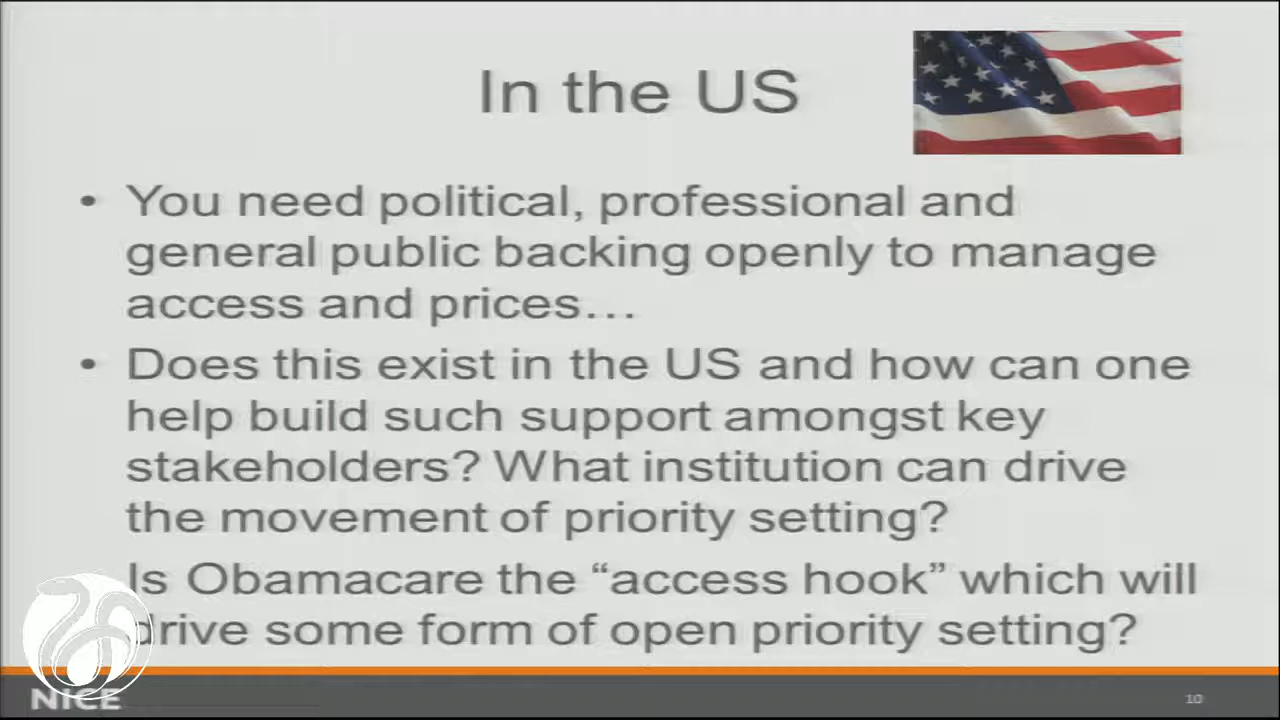 In the US
• You need political, professional and
general public backing openly to manage
access and prices…
• Does this exist in the US and how can one
help build such support amongst key
stakeholders? What institution can drive
the movement of priority setting?
Is Obamacare the “access hook” which will
drive some form of open priority setting?
NICE
10